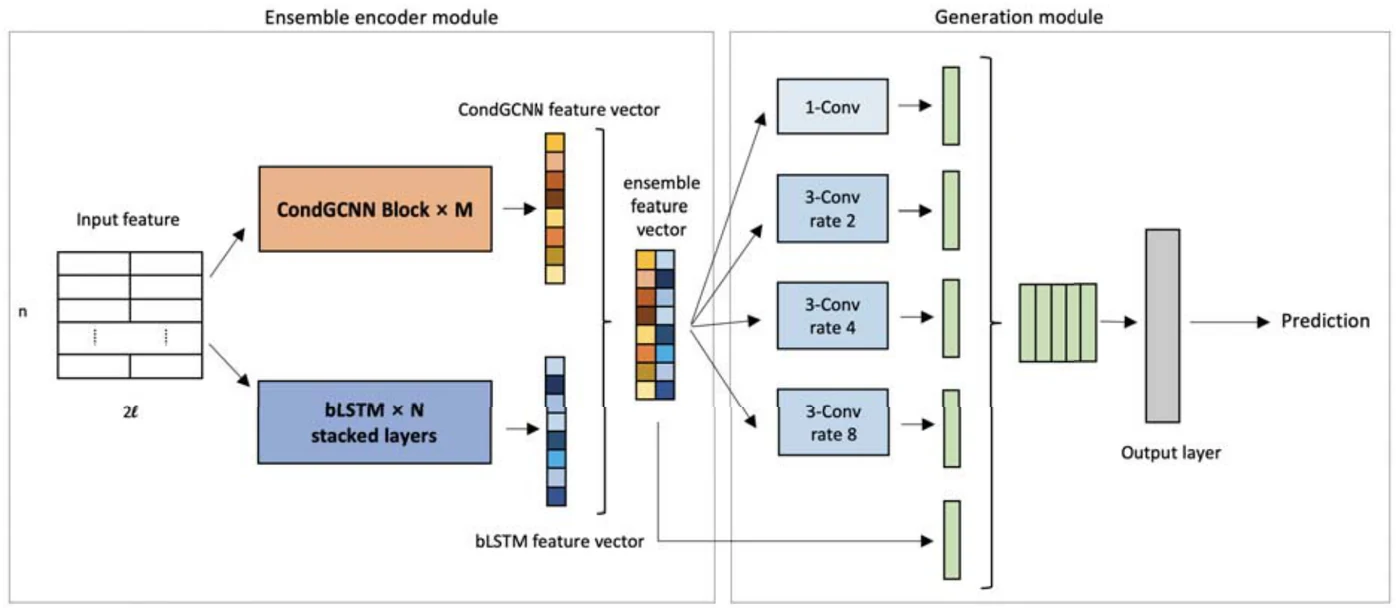 Ensemble encoder module
Generation module
CondGCNN feature vector
1-Conv
ensemble
feature
vector
CondGCNN Block × M
3-Conv
rate 2
Input feature
n
3-Conv
rate 4
Prediction
2ℓ
bLSTM × N
stacked layers
3-Conv
rate 8
Output layer
bLSTM feature vector